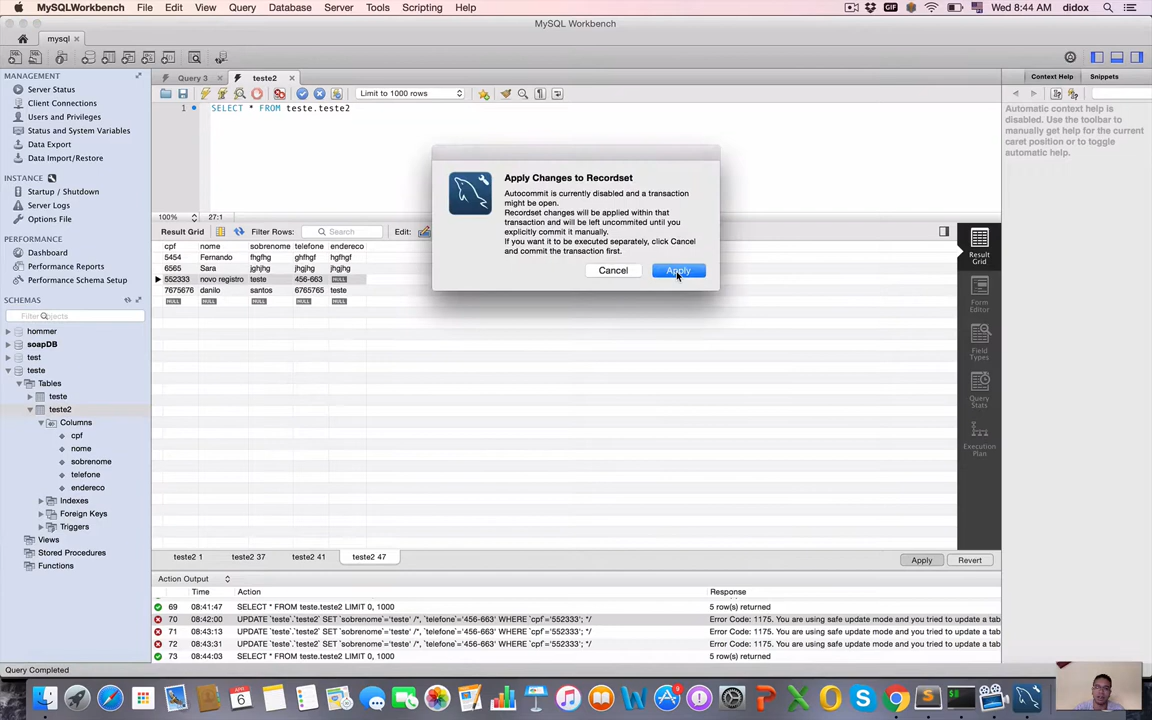 MySQLWorkbench File Edit View Query Database Server Tools Scripting Help Wed 8:44 AM didox
MySQL Workbench
mysql
MANAGEMENT
Server Status
Client Connections
Users and Privileges
Status and System Variables
Data Export
Data Import/Restore
INSTANCE
Startup / Shutdown
Server Logs
Options File
PERFORMANCE
Dashboard
Performance Reports
Performance Schema Setup
SCHEMAS
Filter objects
hommer
soapDB
test
teste
Tables
teste
teste2
Columns
cpf
nome
sobrenome
telefone
endereco
Indexes
Foreign Keys
Triggers
Views
Stored Procedures
Functions
Query 3 teste2
Limit to 1000 rows
1 SELECT * FROM teste.teste2
100% 27:1
Result Grid Filter Rows: Search Edit:
cpf nome sobrenome telefone endereco
5454 Fernando fghfhg ghfhgf hgfhg
6565 Sara jghjhg jhgjhg jhgjhg
552333 novo registro teste 456-663 NULL
7675676 danilo santos 6765765 teste
NULL NULL NULL NULL NULL
Apply Changes to Recordset
Autocommit is currently disabled and a transaction
might be open.
Recordset changes will be applied within that
transaction and will be left uncommited until you
explicitly commit it manually.
If you want it to be executed separately, click Cancel
and commit the transaction first.
Cancel Apply
Result
Grid
Form
Editor
Field
Types
Query
Stats
Execution
Plan
teste2 1 teste2 37 teste2 41 teste2 47 Apply Revert
Action Output
Time Action Response
69 08:41:47 SELECT * FROM teste.teste2 LIMIT 0, 1000 5 row(s) returned
70 08:42:00 UPDATE `teste`.`teste2` SET `sobrenome`='teste' /*, `telefone`='456-663' WHERE `cpf`='552333'; */ Error Code: 1175. You are using safe update mode and you tried to update a tab
71 08:43:13 UPDATE `teste`.`teste2` SET `sobrenome`='teste' /*, `telefone`='456-663' WHERE `cpf`='552333'; */ Error Code: 1175. You are using safe update mode and you tried to update a tab
72 08:43:31 UPDATE `teste`.`teste2` SET `sobrenome`='teste' /*, `telefone`='456-663' WHERE `cpf`='552333'; */ Error Code: 1175. You are using safe update mode and you tried to update a tab
73 08:44:03 SELECT * FROM teste.teste2 LIMIT 0, 1000 5 row(s) returned
Query Completed
Context Help Snippets
Automatic context help is
disabled. Use the toolbar to
manually get help for the current
caret position or to toggle
automatic help.